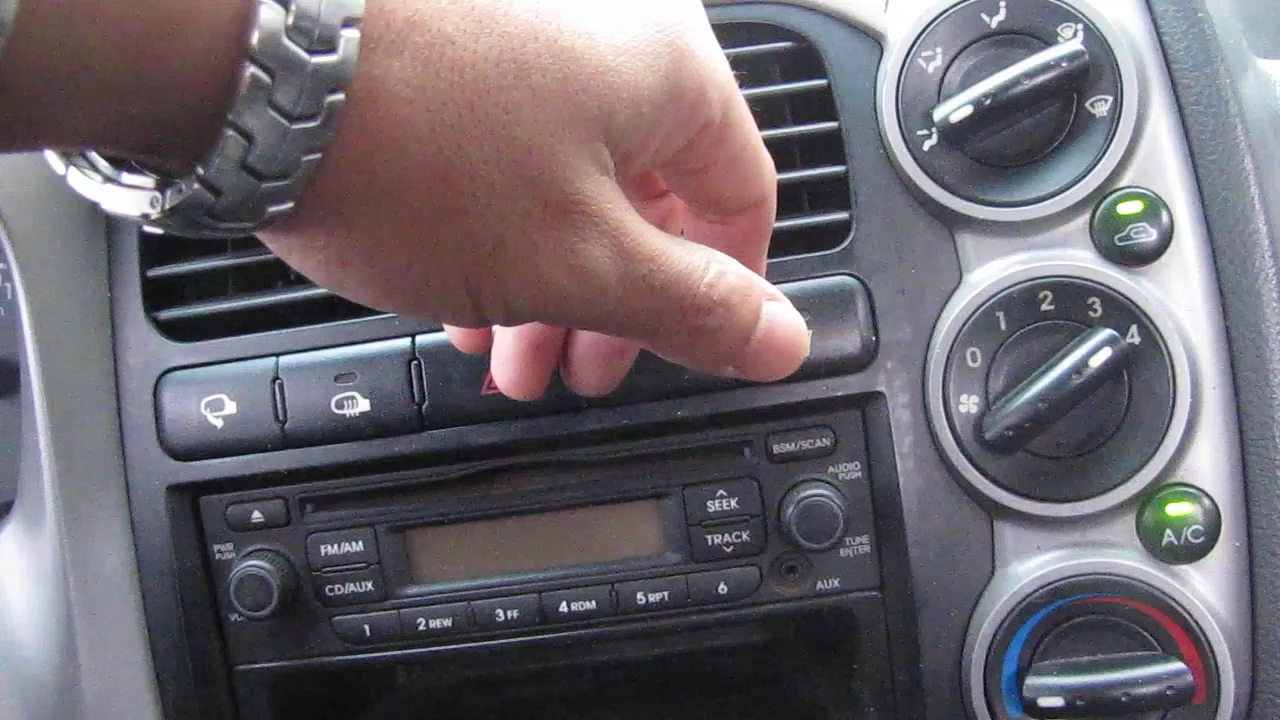 BSM/SCAN
AUDIO
PUSH
SEEK
TRACK
TUNE
ENTER
AUX
PWR
PUSH
FM/AM
CD/AUX
1
2 REW
3 FF
4 RDM
5 RPT
6
0
1
2
3
4
A/C